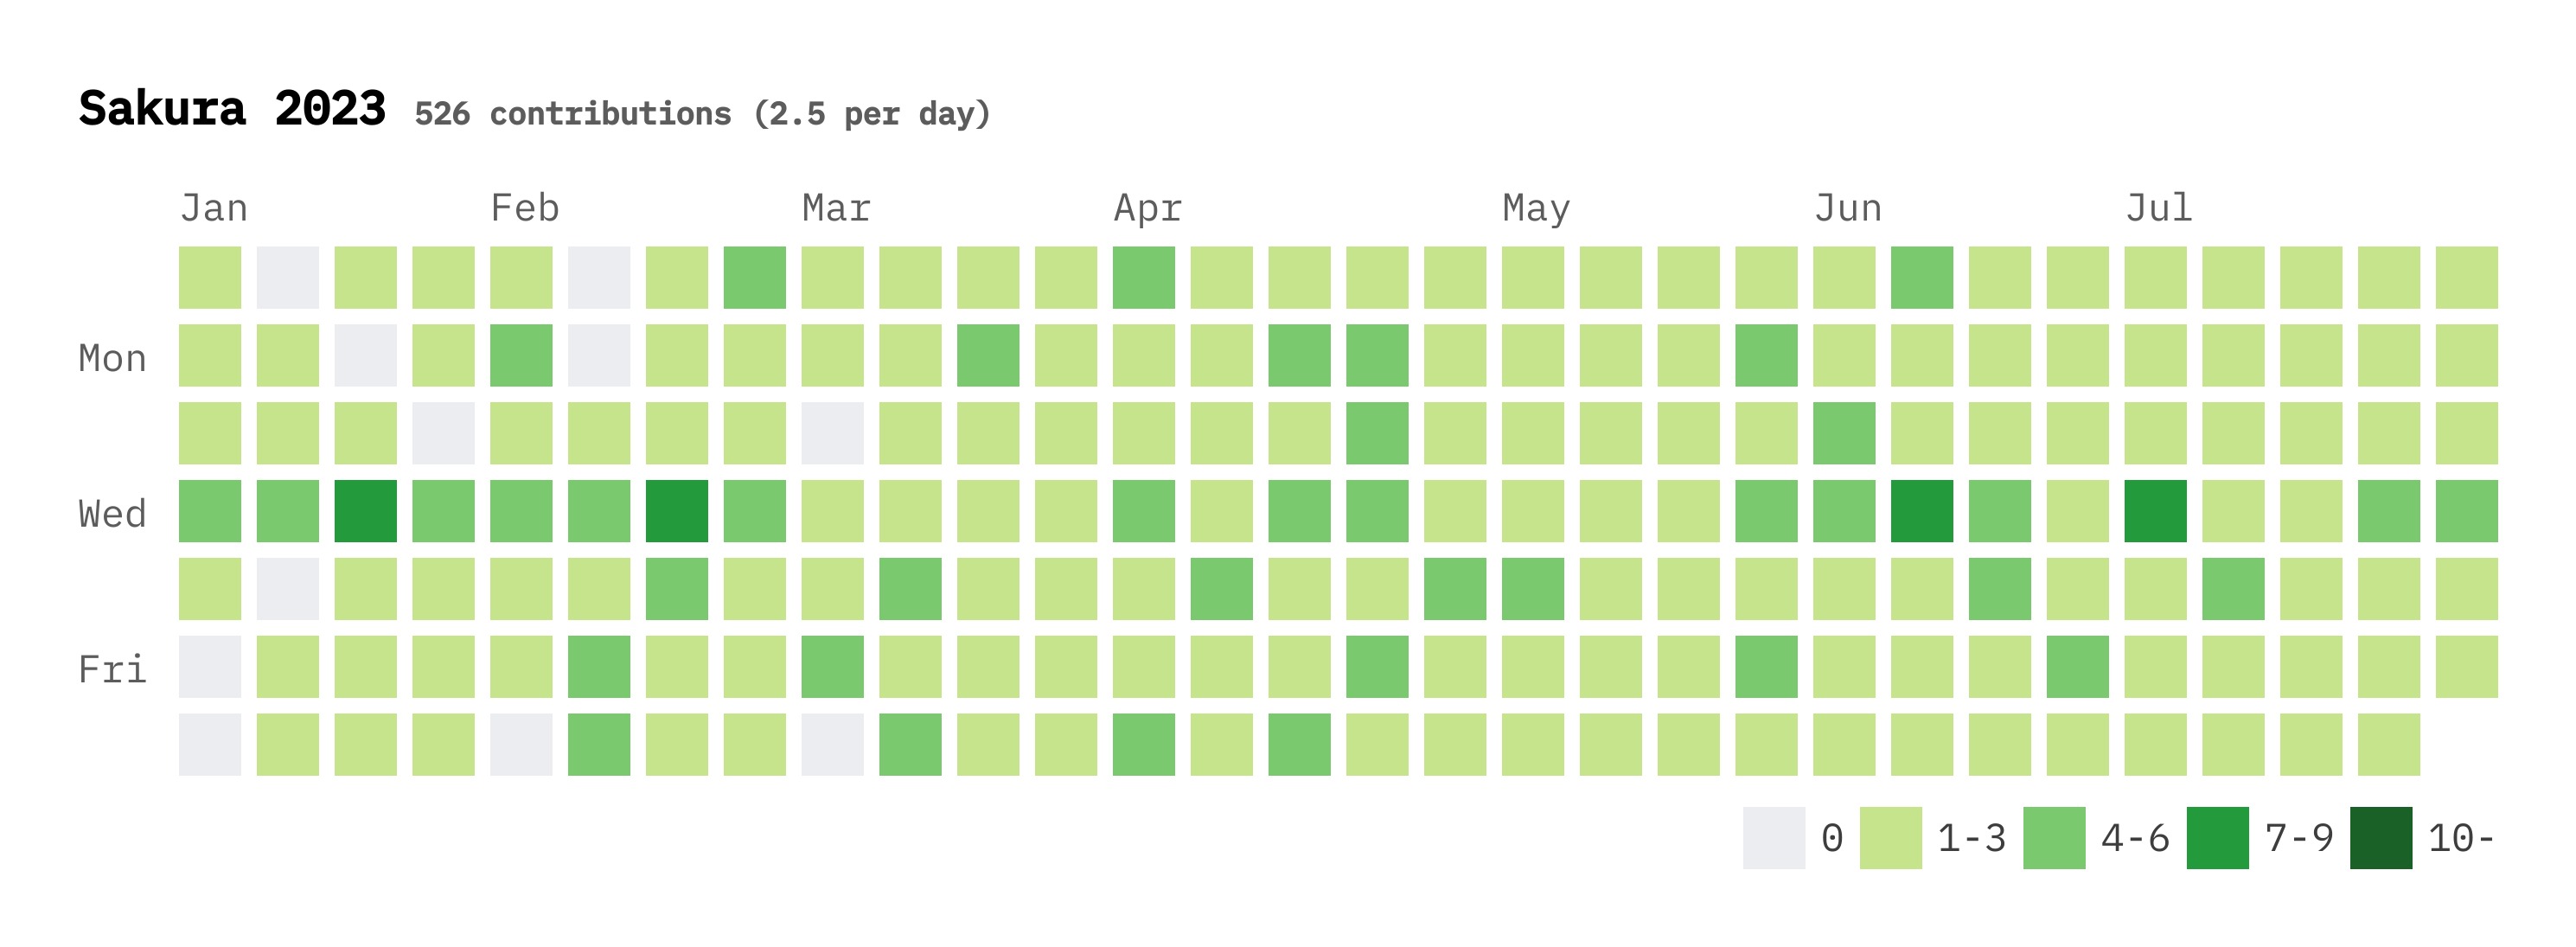 Sakura 2023 526 contributions (2.5 per day)
Jan Feb Mar Apr May Jun Jul
Mon
Wed
Fri
0 1-3 4-6 7-9 10-